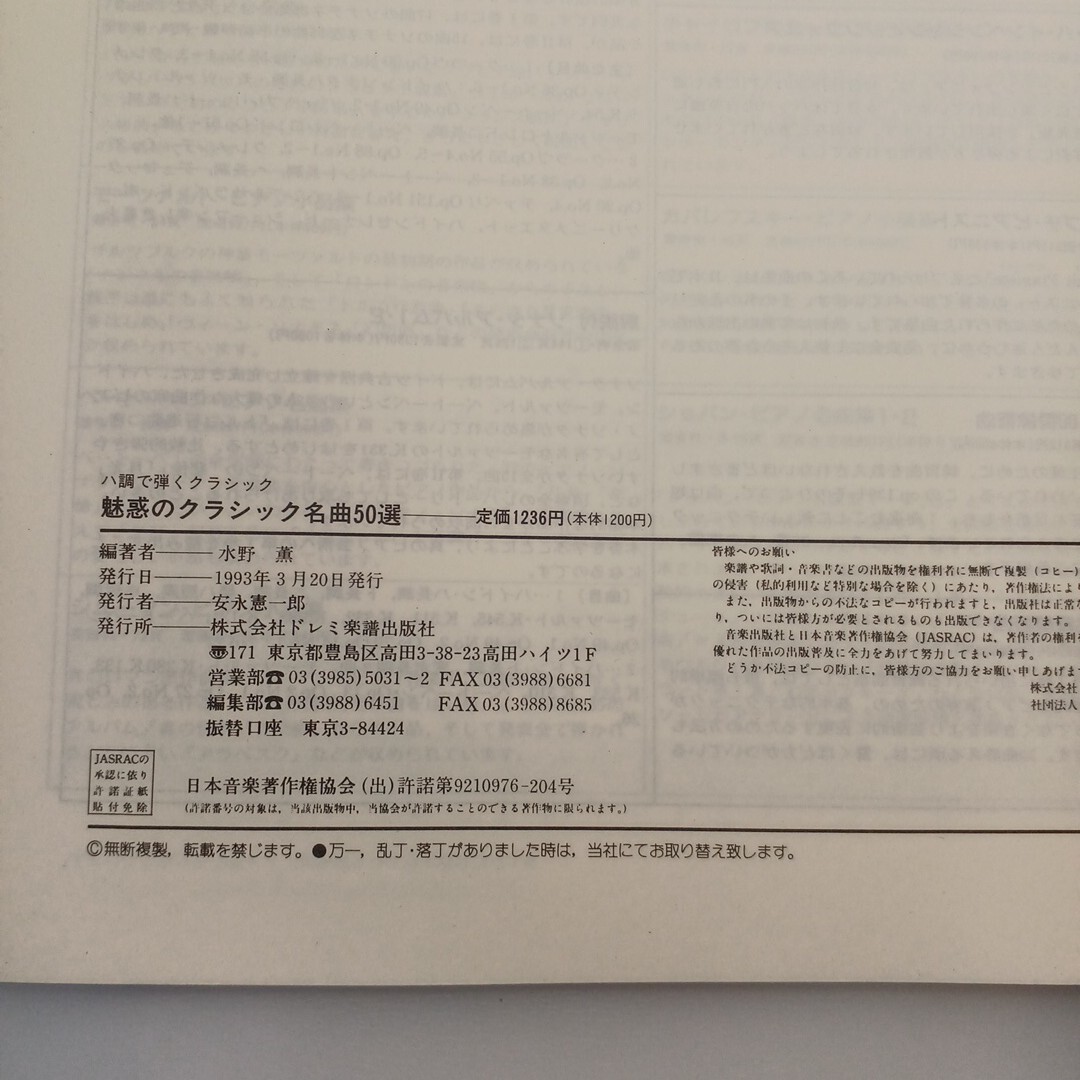 ハ調で弾くクラシック
魅惑のクラシック名曲50選———定価1236円(本体1200円)
編著者———水野 薫
発行日———1993年3月20日発行
発行者———安永憲一郎
発行所———株式会社ドレミ楽譜出版社
〠171 東京都豊島区高田3-38-23高田ハイツ1F
営業部☎03(3985)5031〜2 FAX03(3988)6681
編集部☎03(3988)6451 FAX03(3988)8685
振替口座 東京3-84424
JASRACの
承認に依り
許諾証紙
貼付免除
日本音楽著作権協会(出)許諾第9210976-204号
(許諾番号の対象は,当該出版物中,当協会が許諾することのできる著作物に限られます。)
皆様へのお願い
楽譜や歌詞・音楽書などの出版物を権利者に無断で複製(コピー)
の侵害(私的利用など特別な場合を除く)にあたり,著作権法によ
また,出版物からの不法なコピーが行われますと,出版社は正常な
り,ついには皆様方が必要とされるものも出版できなくなります。
音楽出版社と日本音楽著作権協会(JASRAC)は,著作者の権利を
優れた作品の出版普及に全力をあげて努力してまいります。
どうか不法コピーの防止に,皆様方のご協力をお願い申しあげま
株式会社
社団法人
©無断複製,転載を禁じます。●万一,乱丁・落丁がありました時は,当社にてお取り替え致します。